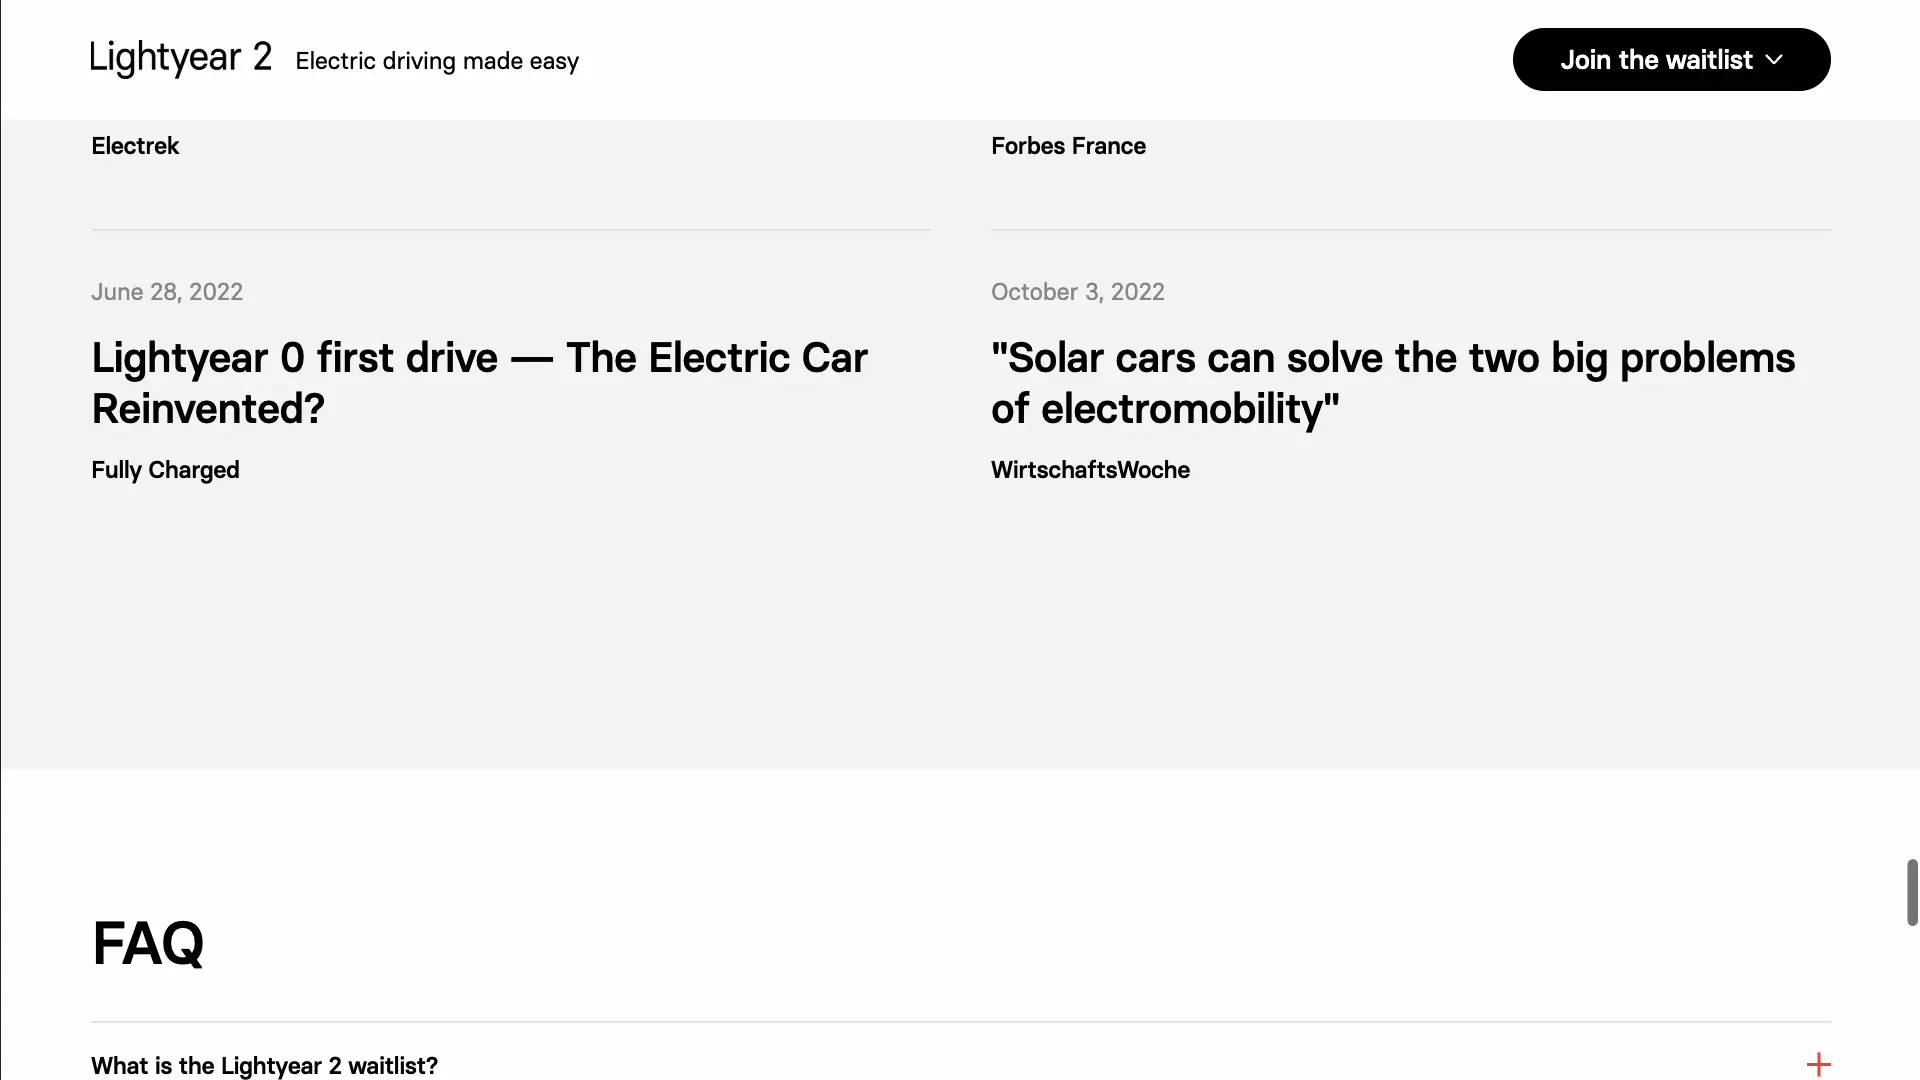 Lightyear 2 Electric driving made easy
Join the waitlist
Electrek
Forbes France
June 28, 2022
Lightyear 0 first drive — The Electric Car
Reinvented?
Fully Charged
October 3, 2022
"Solar cars can solve the two big problems
of electromobility"
WirtschaftsWoche
FAQ
What is the Lightyear 2 waitlist?